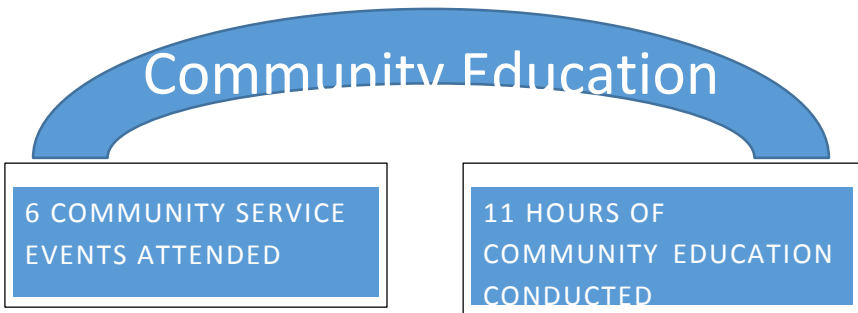 Community Education
6 COMMUNITY SERVICE
EVENTS ATTENDED
11 HOURS OF
COMMUNITY EDUCATION
CONDUCTED